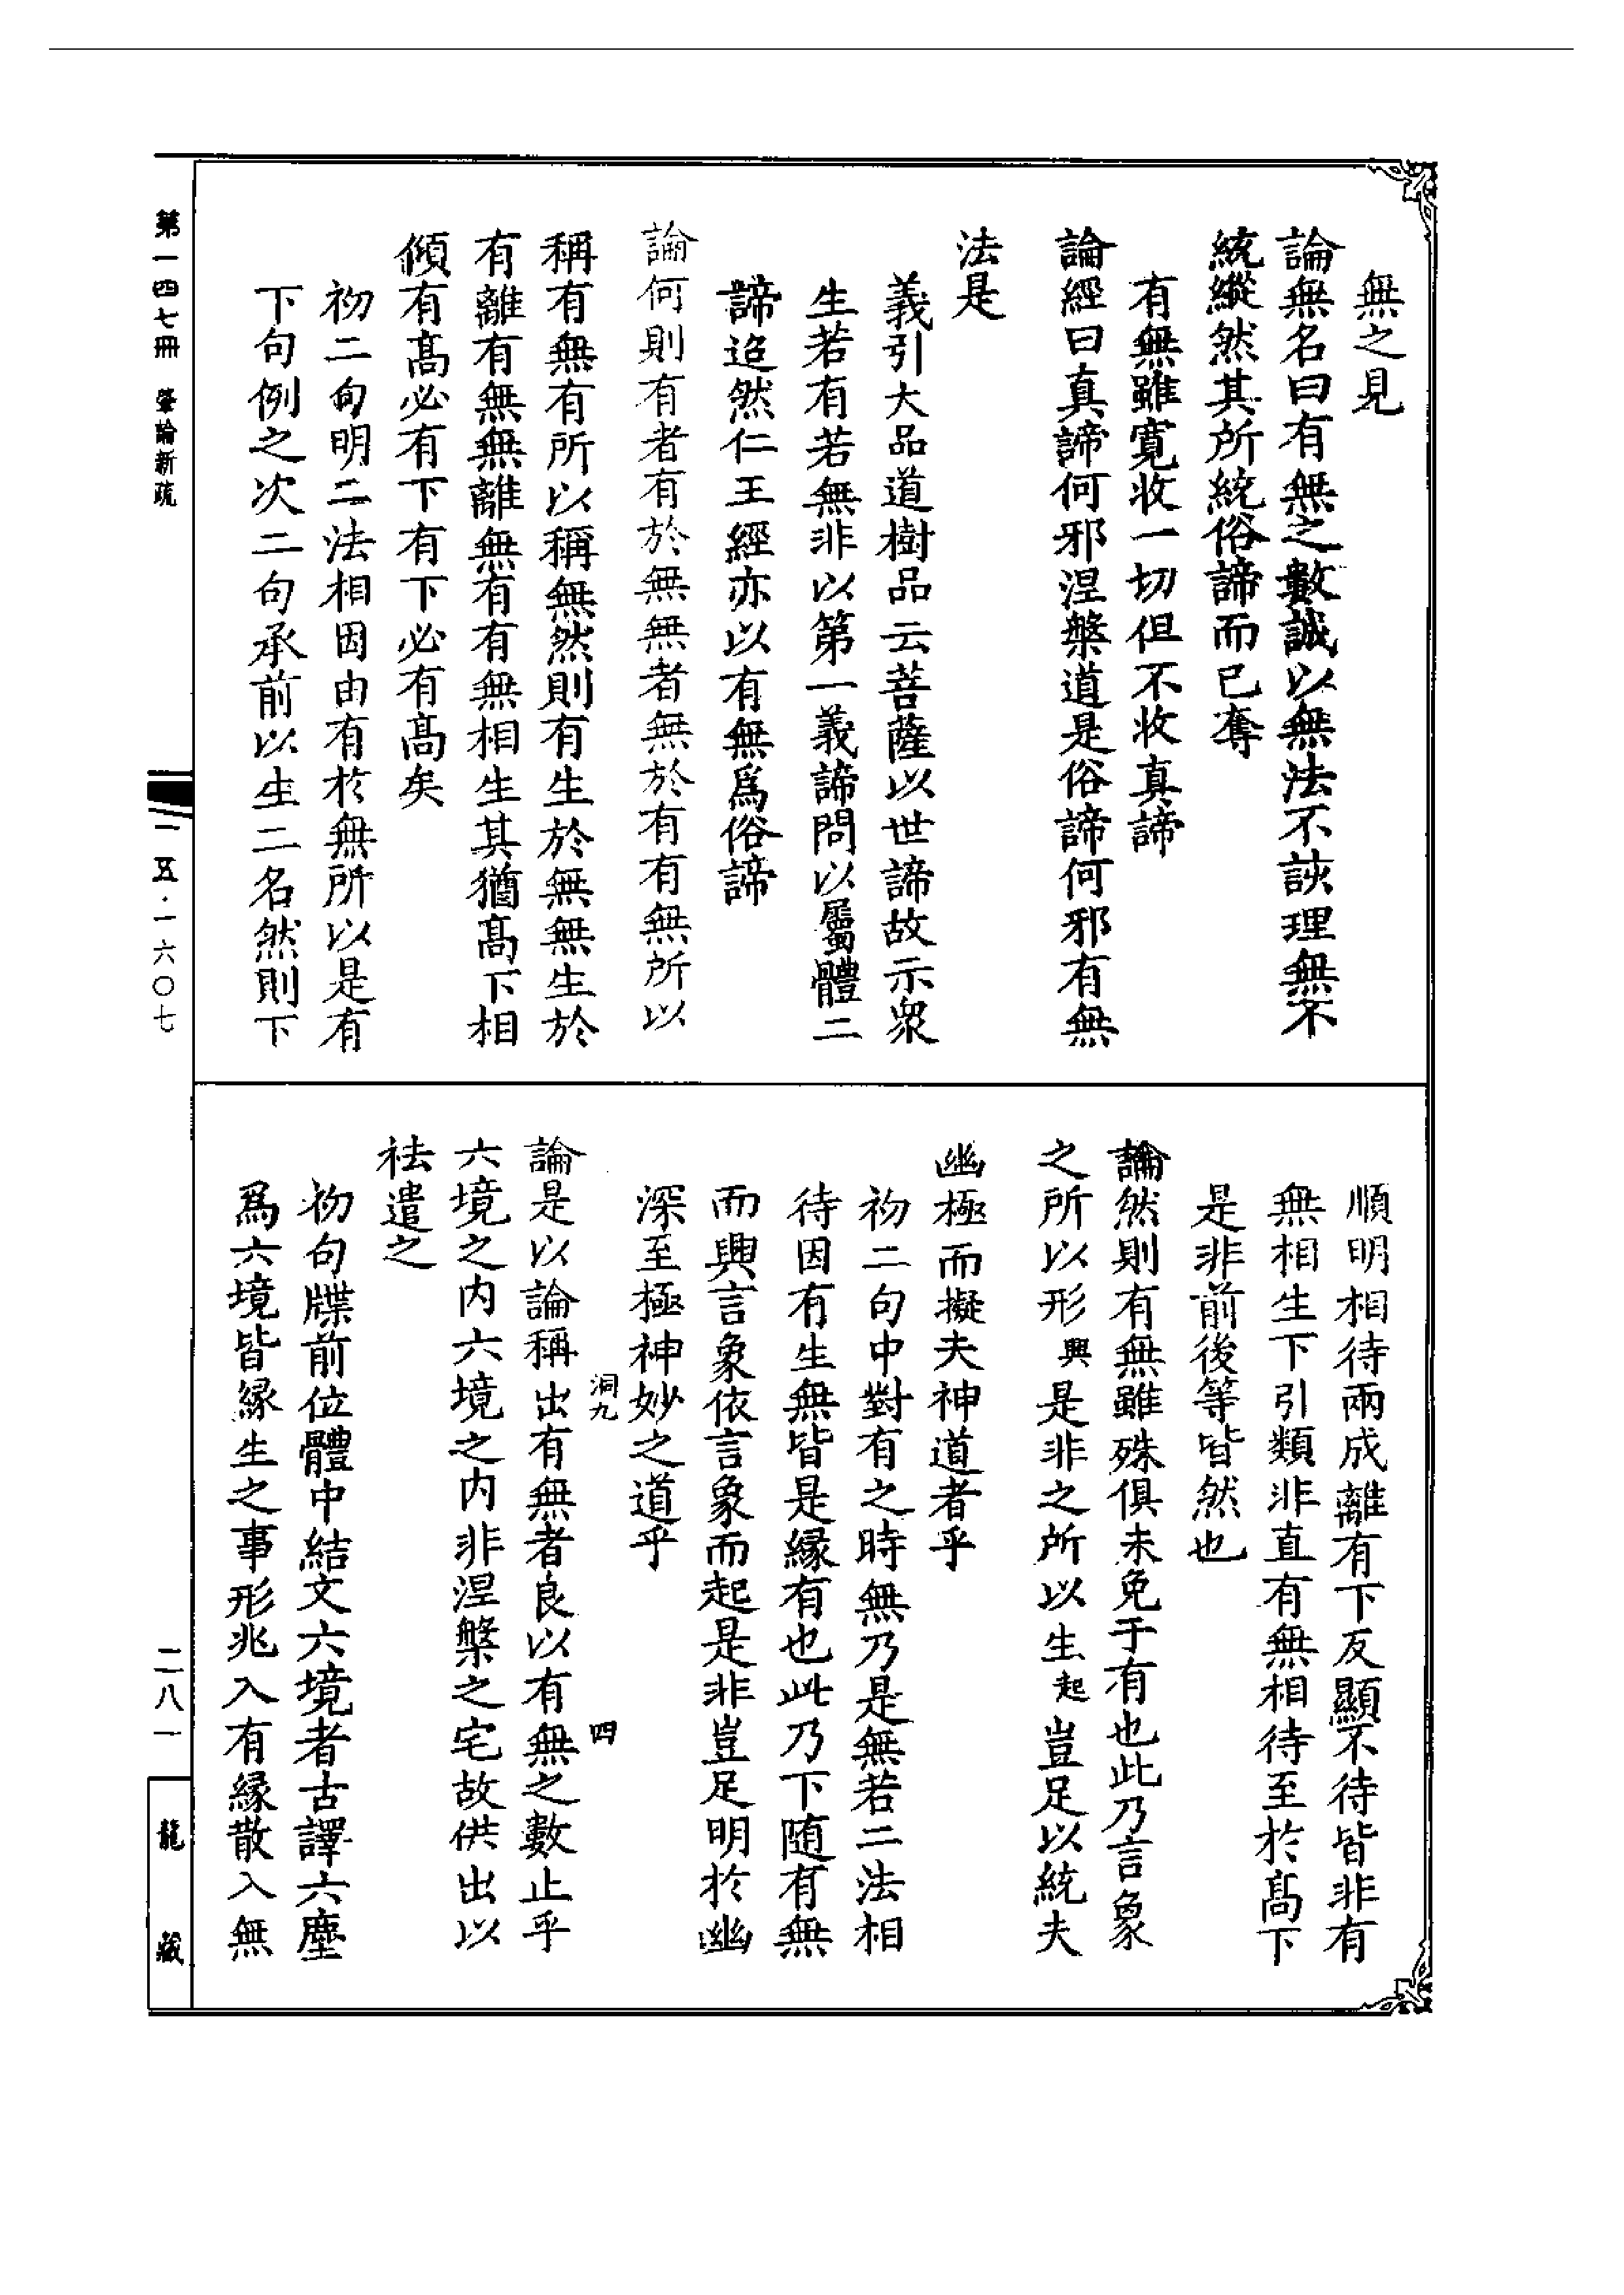 無之見
論無名曰有無之數誠以無法不該理無不
統縱然其所統俗諦而已奪
有無雖寬收一切但不收真諦
論經曰真諦何邪涅槃道是俗諦何邪有無
法是
義引大品道樹品云菩薩以世諦故示衆
生若有若無非以第一義諦問以屬體二
諦迢然仁王經亦以有無爲俗諦
論何則有者有於無無者無於有有無所以
稱有無有所以稱無然則有生於無無生於
有離有無無離無有有無相生其猶髙下相
傾有髙必有下有下必有髙矣
初二句明二法相因由有於無所以是有
下句例之次二句承前以生二名然則下
順明相待兩成離有下反顯不待皆非有
無相生下引類非直有無相待至於髙下
是非前後等皆然也
論然則有無雖殊俱未免于有也此乃言象
之所以形興是非之所以生起豈足以統夫
幽極而擬夫神道者乎
初二句中對有之時無乃是無若二法相
待因有生無皆是緣有也此乃下隨有無
而興言象依言象而起是非豈足明於幽
深至極神妙之道乎
洞九 四
論是以論稱出有無者良以有無之數止乎
六境之内六境之内非涅槃之宅故供出以
祛遣之
初句牒前位體中結文六境者古譯六塵
爲六境皆緣生之事形兆入有緣散入無
第一四七冊 肇論新疏
一五·一六〇七
二八一
龍藏